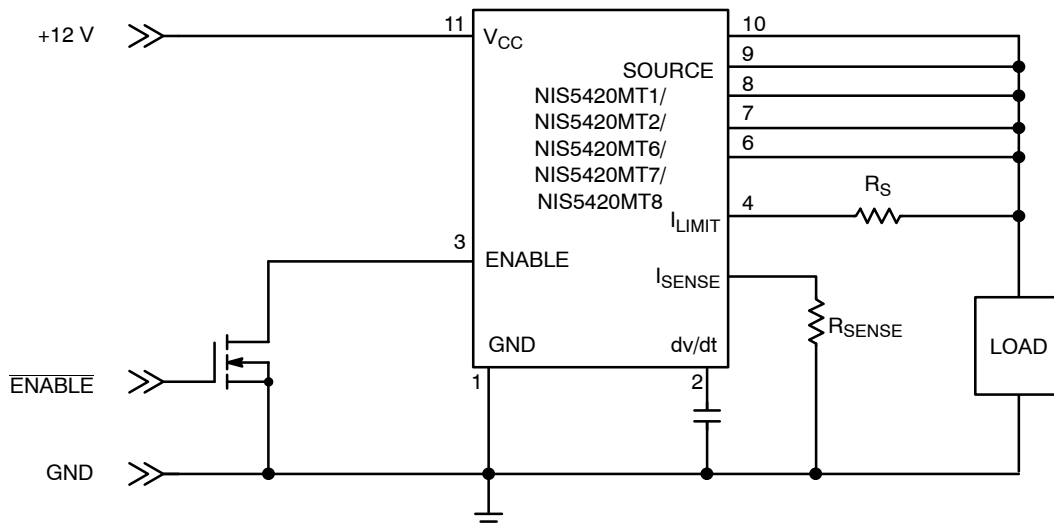 +12 V
11
V_CC
10
9
SOURCE
8
NIS5420MT1/
7
NIS5420MT2/
6
NIS5420MT6/
NIS5420MT7/
NIS5420MT8
R_S
4
I_LIMIT
3
ENABLE
I_SENSE
R_SENSE
GND
dv/dt
LOAD
ENABLE
1
2
GND